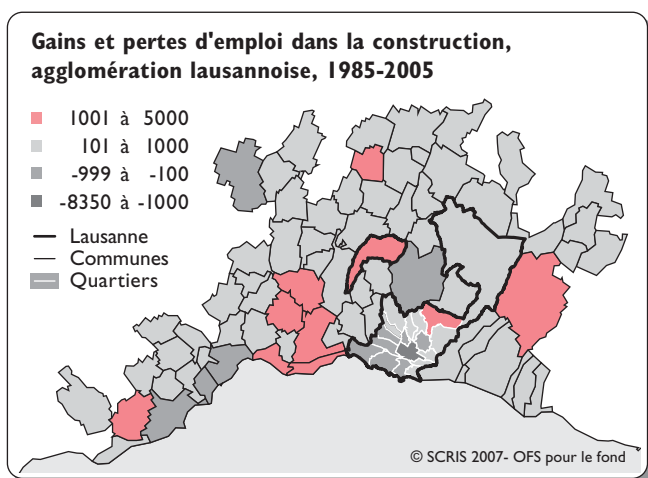 Gains et pertes d'emploi dans la construction,
agglomération lausannoise, 1985-2005
1001 à 5000
101 à 1000
-999 à -100
-8350 à -1000
Lausanne
Communes
Quartiers
© SCRIS 2007- OFS pour le fond